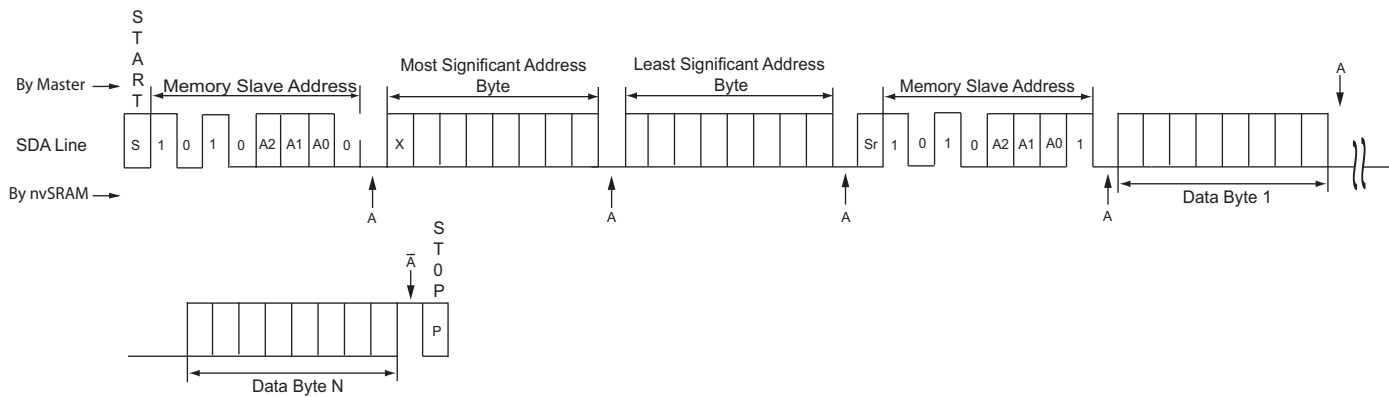 START
By Master
Memory Slave Address
Most Significant Address Byte
Least Significant Address Byte
Memory Slave Address
A
SDA Line
S 1 0 1 0 A2 A1 A0 0
X
Sr 1 0 1 0 A2 A1 A0 1
By nvSRAM
A
A
A
A
Data Byte 1
A̅
ST0P
P
Data Byte N